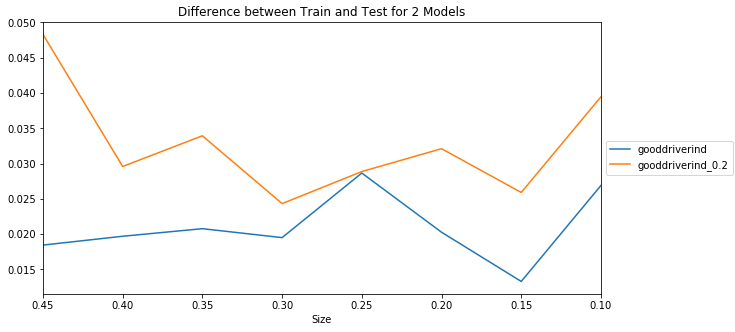 Difference between Train and Test for 2 Models
0.050
0.045
0.040
0.035
0.030
0.025
0.020
0.015
0.45 0.40 0.35 0.30 0.25 0.20 0.15 0.10
Size
gooddriverind
gooddriverind_0.2